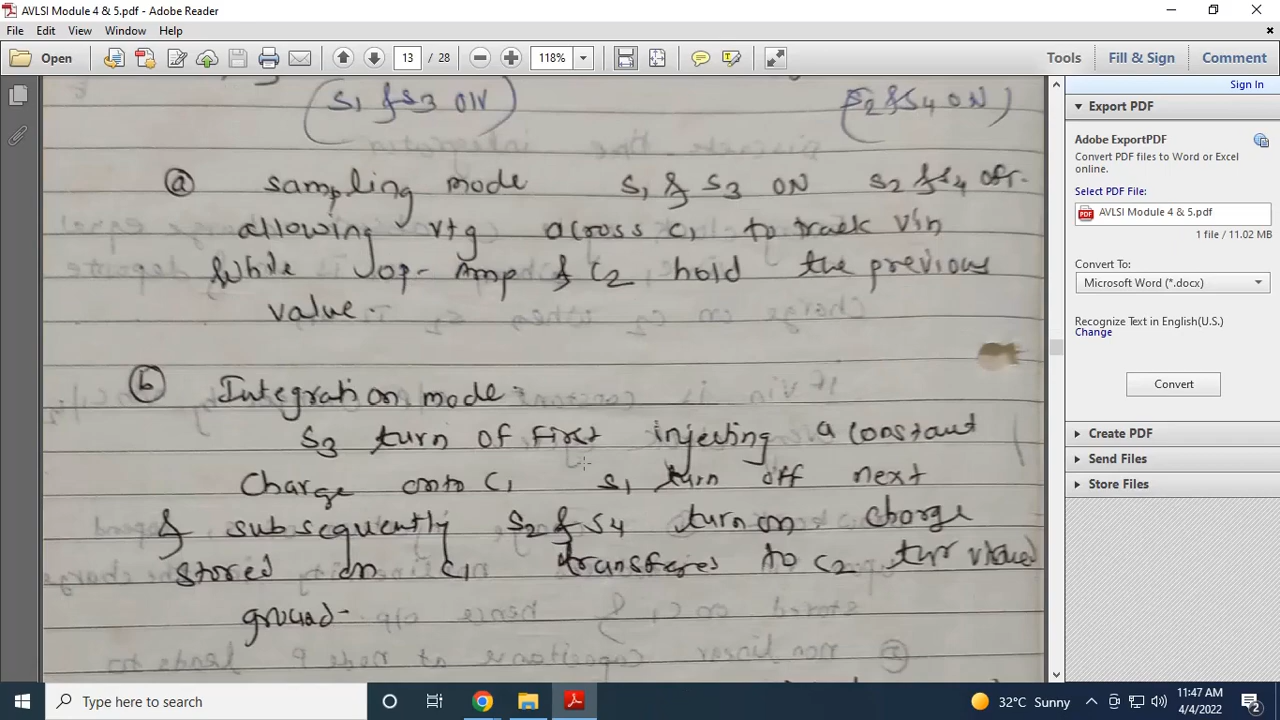 AVLSI Module 4 & 5.pdf - Adobe Reader
File Edit View Window Help
Open 13 / 28 118% Tools Fill & Sign Comment
Sign In
(S1 & S3 ON) (S2 & S4 ON)
Export PDF
Adobe ExportPDF
Convert PDF files to Word or Excel online.
Select PDF File:
AVLSI Module 4 & 5.pdf
1 file / 11.02 MB
Convert To:
Microsoft Word (*.docx)
Recognize Text in English(U.S.)
Change
Convert
Create PDF
Send Files
Store Files
a sampling mode S1 & S3 ON S2 & S4 off.
allowing vtg across C1 to track Vin
while op-Amp & C2 hold the previous
value.
b Integration mode:
S3 turn of first injecting a constant
Charge onto C1 S1 turn off next
& subsequently S2 & S4 turn on charge
stored on C1 transfered to C2
ground-
Type here to search
32°C Sunny
11:47 AM
4/4/2022
2